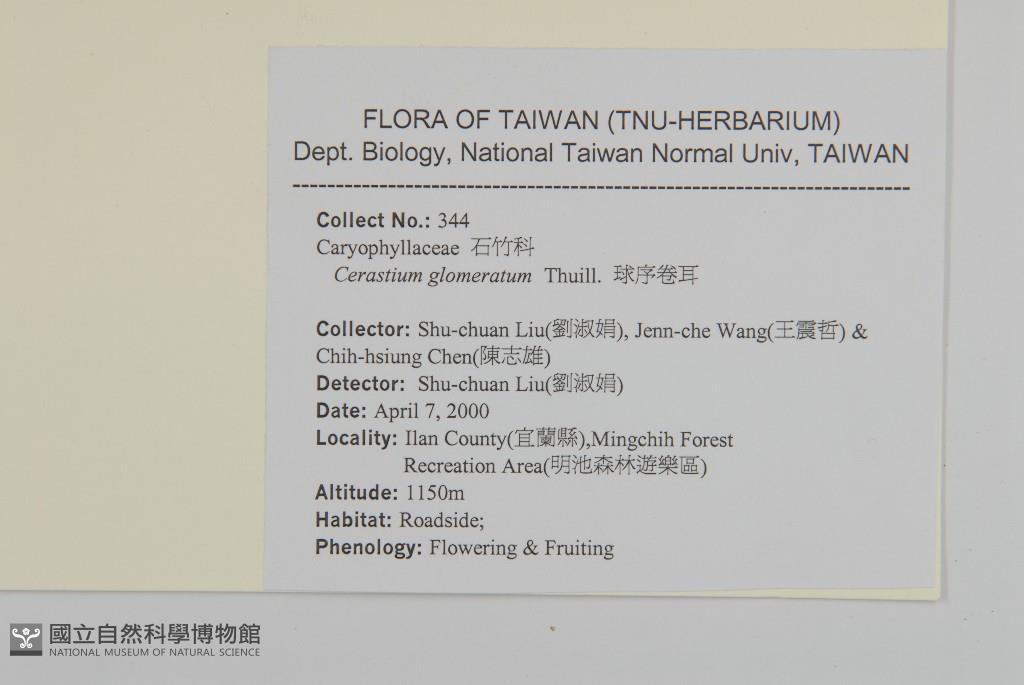 FLORA OF TAIWAN (TNU-HERBARIUM)
Dept. Biology, National Taiwan Normal Univ, TAIWAN
Collect No.: 344
Caryophyllaceae 石竹科
Cerastium glomeratum Thuill. 球序卷耳
Collector: Shu-chuan Liu(劉淑娟), Jenn-che Wang(王震哲) &
Chih-hsiung Chen(陳志雄)
Detector: Shu-chuan Liu(劉淑娟)
Date: April 7, 2000
Locality: Ilan County(宜蘭縣),Mingchih Forest
Recreation Area(明池森林遊樂區)
Altitude: 1150m
Habitat: Roadside;
Phenology: Flowering & Fruiting
國立自然科學博物館
NATIONAL MUSEUM OF NATURAL SCIENCE